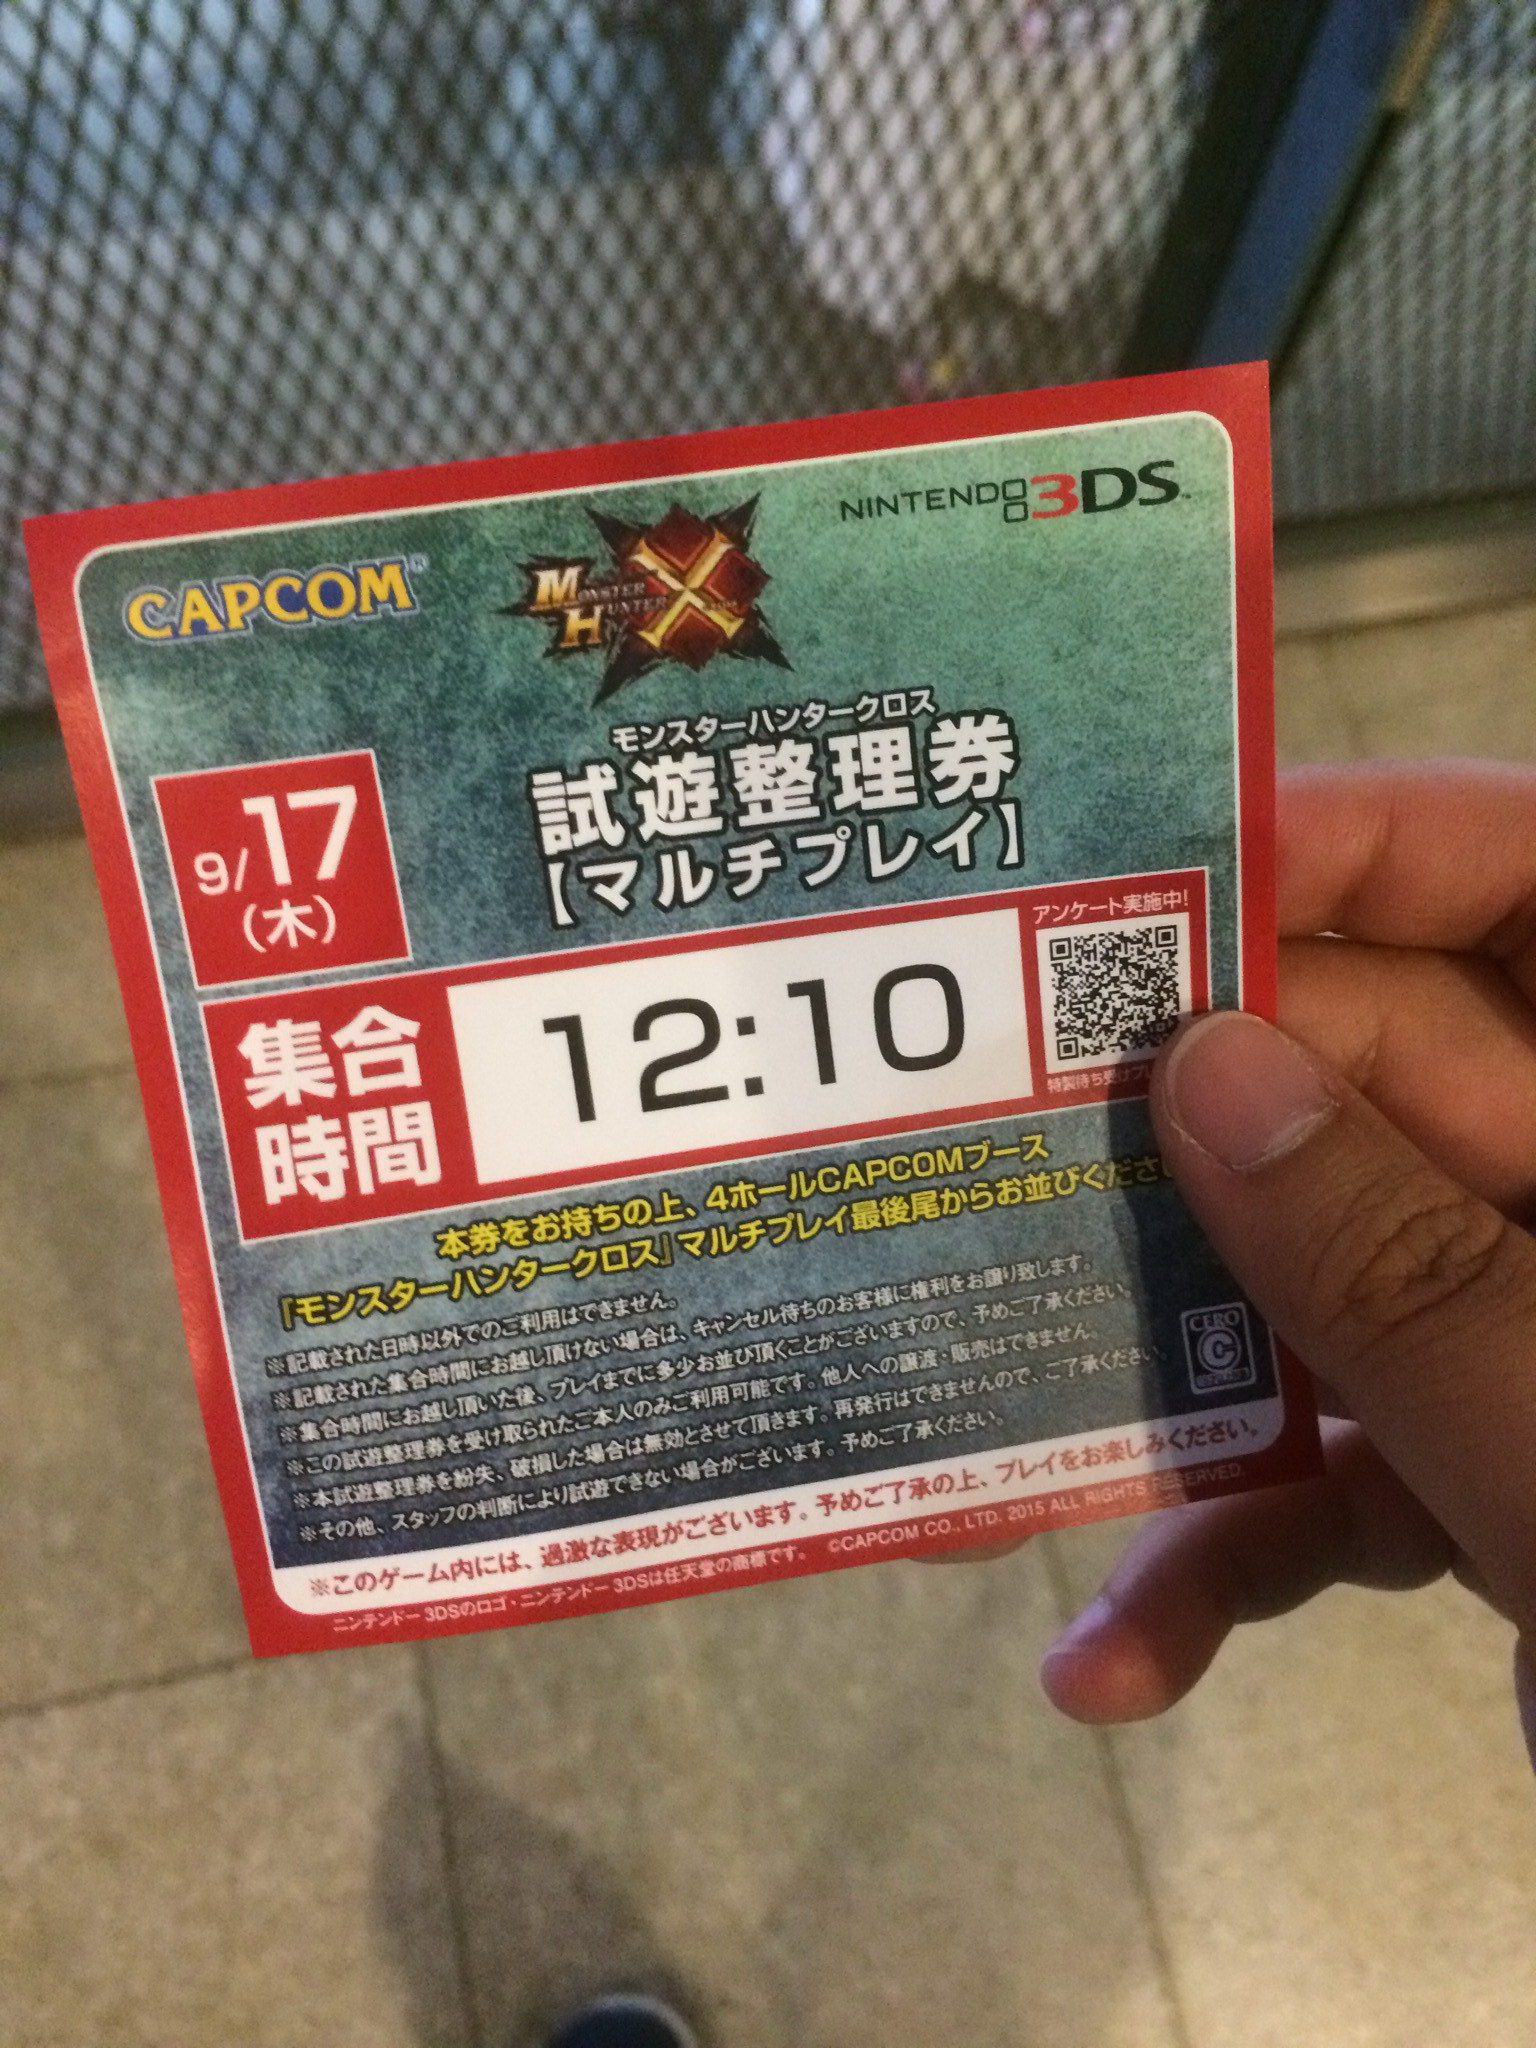 NINTENDO 3DS™
CAPCOM®
MONSTER HUNTER X
モンスターハンタークロス
試遊整理券
【マルチプレイ】
9/17
(木)
集合
時間
12:10
アンケート実施中!
特製待ち受けプレ
本券をお持ちの上、4ホールCAPCOMブース
『モンスターハンタークロス』マルチプレイ最後尾からお並びくださ
※記載された日時以外でのご利用はできません。
※記載された集合時間にお越し頂けない場合は、キャンセル待ちのお客様に権利をお譲り致します。
※集合時間にお越し頂いた後、プレイまでに多少お並び頂くことがございますので、予めご了承ください。
※この試遊整理券を受け取られたご本人のみご利用可能です。他人への譲渡・販売はできません。
※本試遊整理券を紛失、破損した場合は無効とさせて頂きます。再発行はできませんので、ご了承ください。
※その他、スタッフの判断により試遊できない場合がございます。予めご了承ください。
CERO
C
※このゲーム内には、過激な表現がございます。予めご了承の上、プレイをお楽しみください。
ニンテンドー3DSのロゴ・ニンテンドー3DSは任天堂の商標です。 ©CAPCOM CO., LTD. 2015 ALL RIGHTS RESERVED.